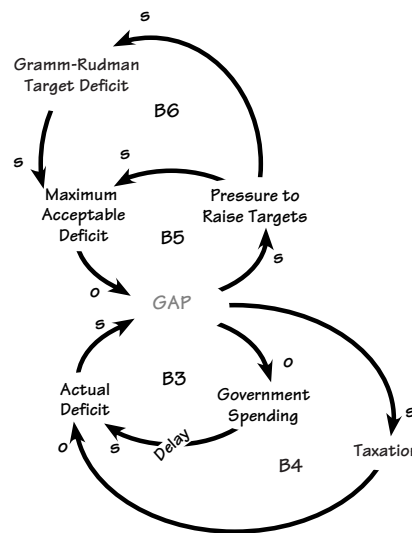 s
Gramm-Rudman
Target Deficit
B6
s
s
Maximum
Acceptable
Deficit
Pressure to
Raise Targets
B5
s
o
GAP
s
o
B3
Actual
Deficit
Government
Spending
s
o
s
Delay
B4
Taxation